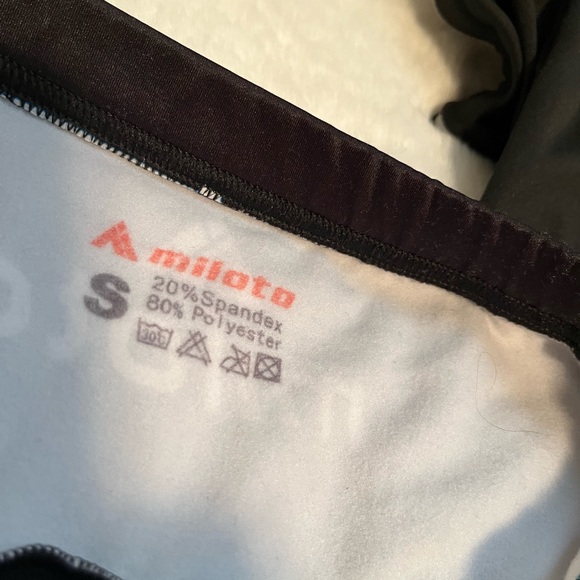 miloto
S
20%Spandex
80% Polyester
30°